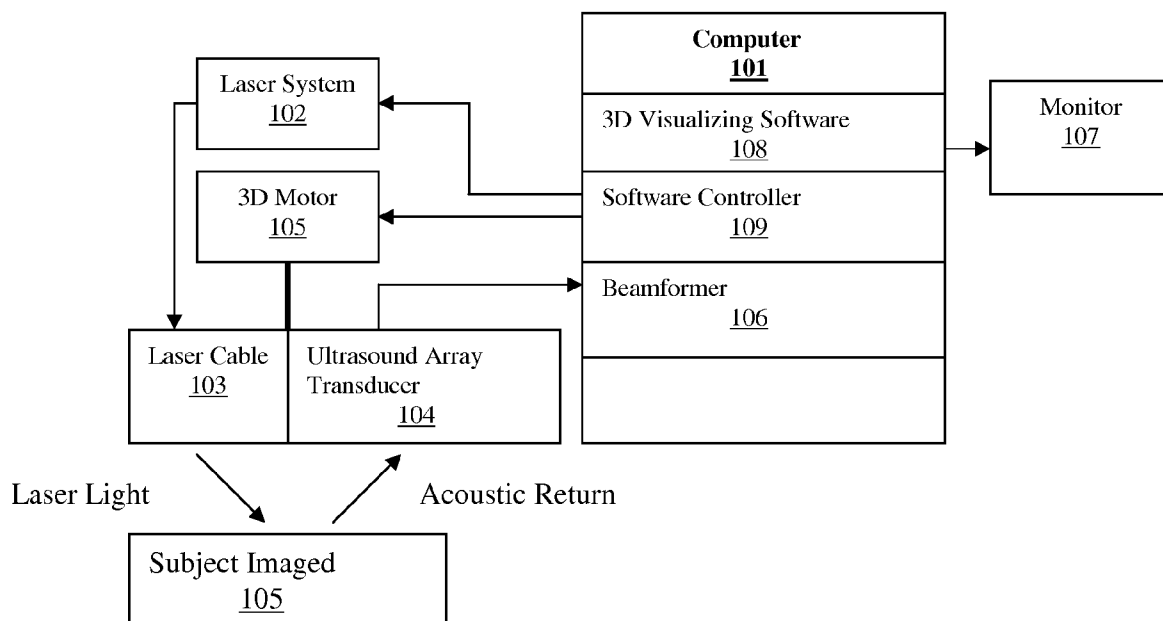 Computer
101
Laser System
102
3D Visualizing Software
108
Monitor
107
3D Motor
105
Software Controller
109
Beamformer
106
Laser Cable
103
Ultrasound Array
Transducer
104
Laser Light
Acoustic Return
Subject Imaged
105